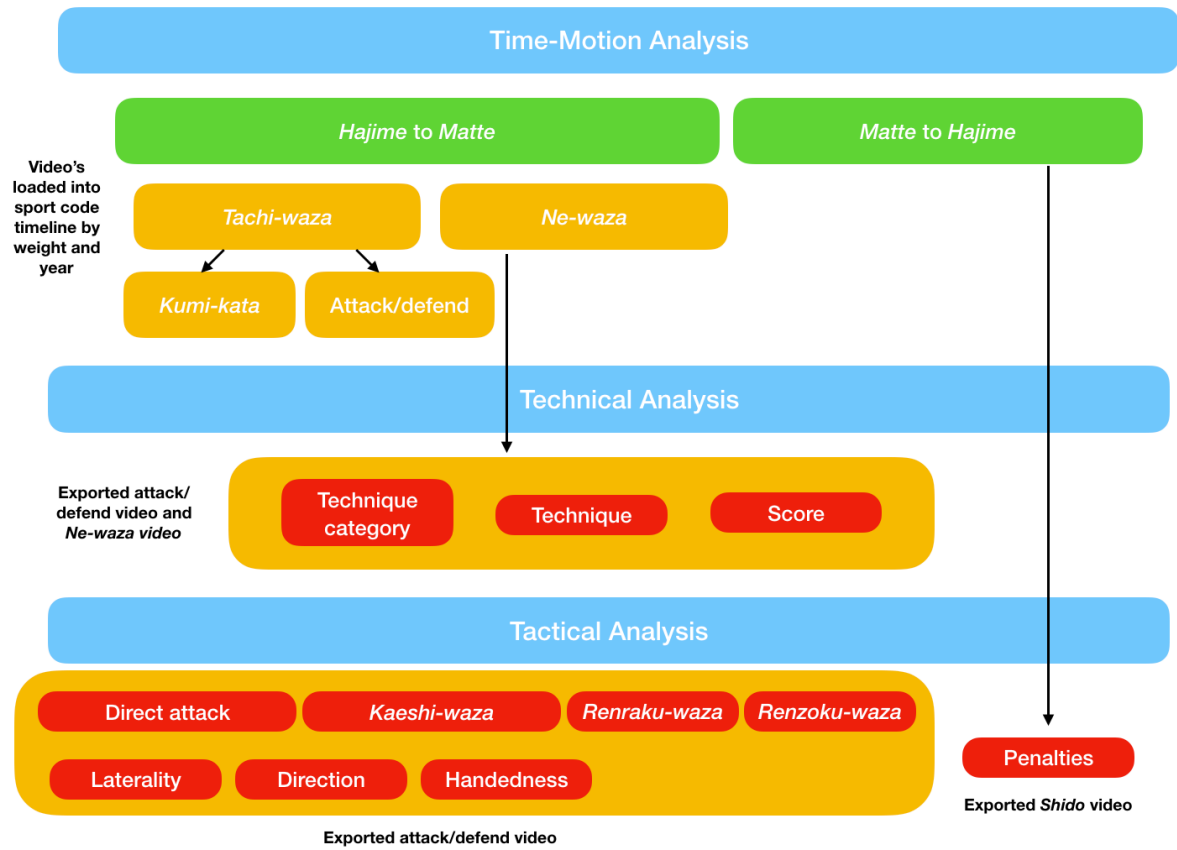 Time-Motion Analysis
Hajime to Matte
Matte to Hajime
Video's
loaded into
sport code
timeline by
weight and
year
Tachi-waza
Ne-waza
Kumi-kata
Attack/defend
Technical Analysis
Exported attack/
defend video and
Ne-waza video
Technique
category
Technique
Score
Tactical Analysis
Direct attack
Kaeshi-waza
Renraku-waza
Renzoku-waza
Laterality
Direction
Handedness
Penalties
Exported Shido video
Exported attack/defend video